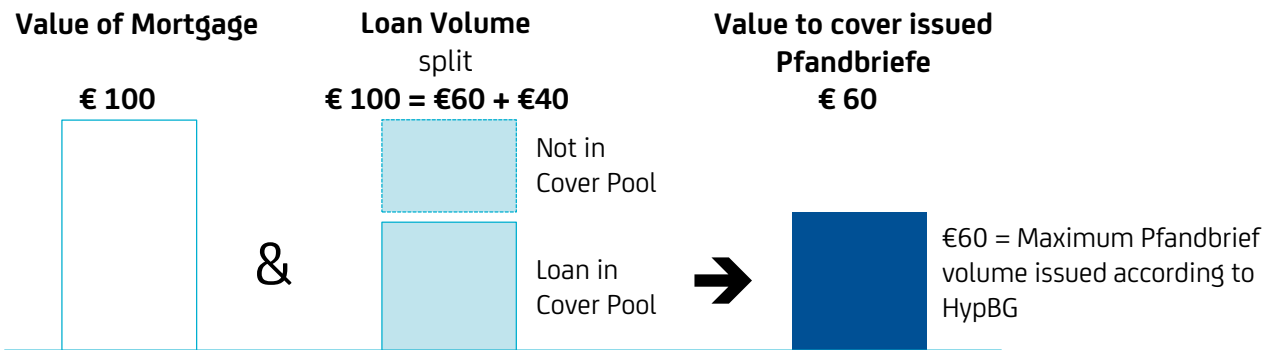 Value of Mortgage
€ 100
Loan Volume
split
€ 100 = €60 + €40
Value to cover issued
Pfandbriefe
€ 60
Not in
Cover Pool
&
Loan in
Cover Pool
➔
€60 = Maximum Pfandbrief
volume issued according to
HypBG